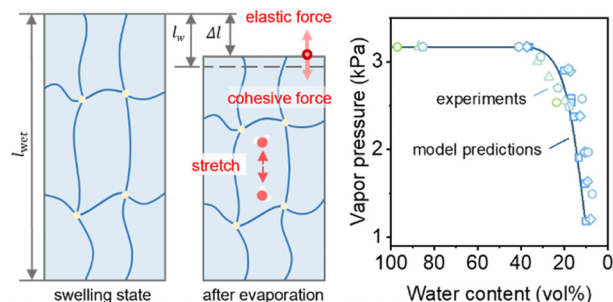 l_wet
l_w
Δl
elastic force
cohesive force
stretch
swelling state
after evaporation
Vapor pressure (kPa)
4
3
2
1
experiments
model predictions
100
80
60
40
20
0
Water content (vol%)